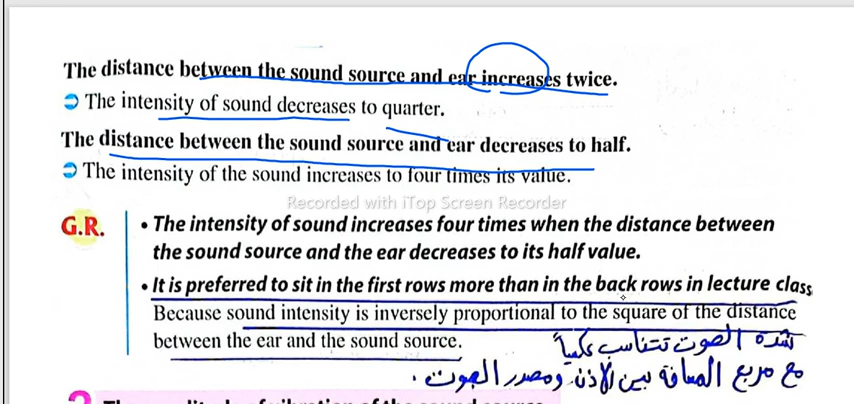 The distance between the sound source and ear increases twice.
➲ The intensity of sound decreases to quarter.
The distance between the sound source and ear decreases to half.
➲ The intensity of the sound increases to four times its value.
Recorded with iTop Screen Recorder
G.R. • The intensity of sound increases four times when the distance between
the sound source and the ear decreases to its half value.
• It is preferred to sit in the first rows more than in the back rows in lecture class
Because sound intensity is inversely proportional to the square of the distance
between the ear and the sound source.
شدة الصوت تتناسب عكسياً
مع مربع المسافة بين الأذن ومصدر الصوت .